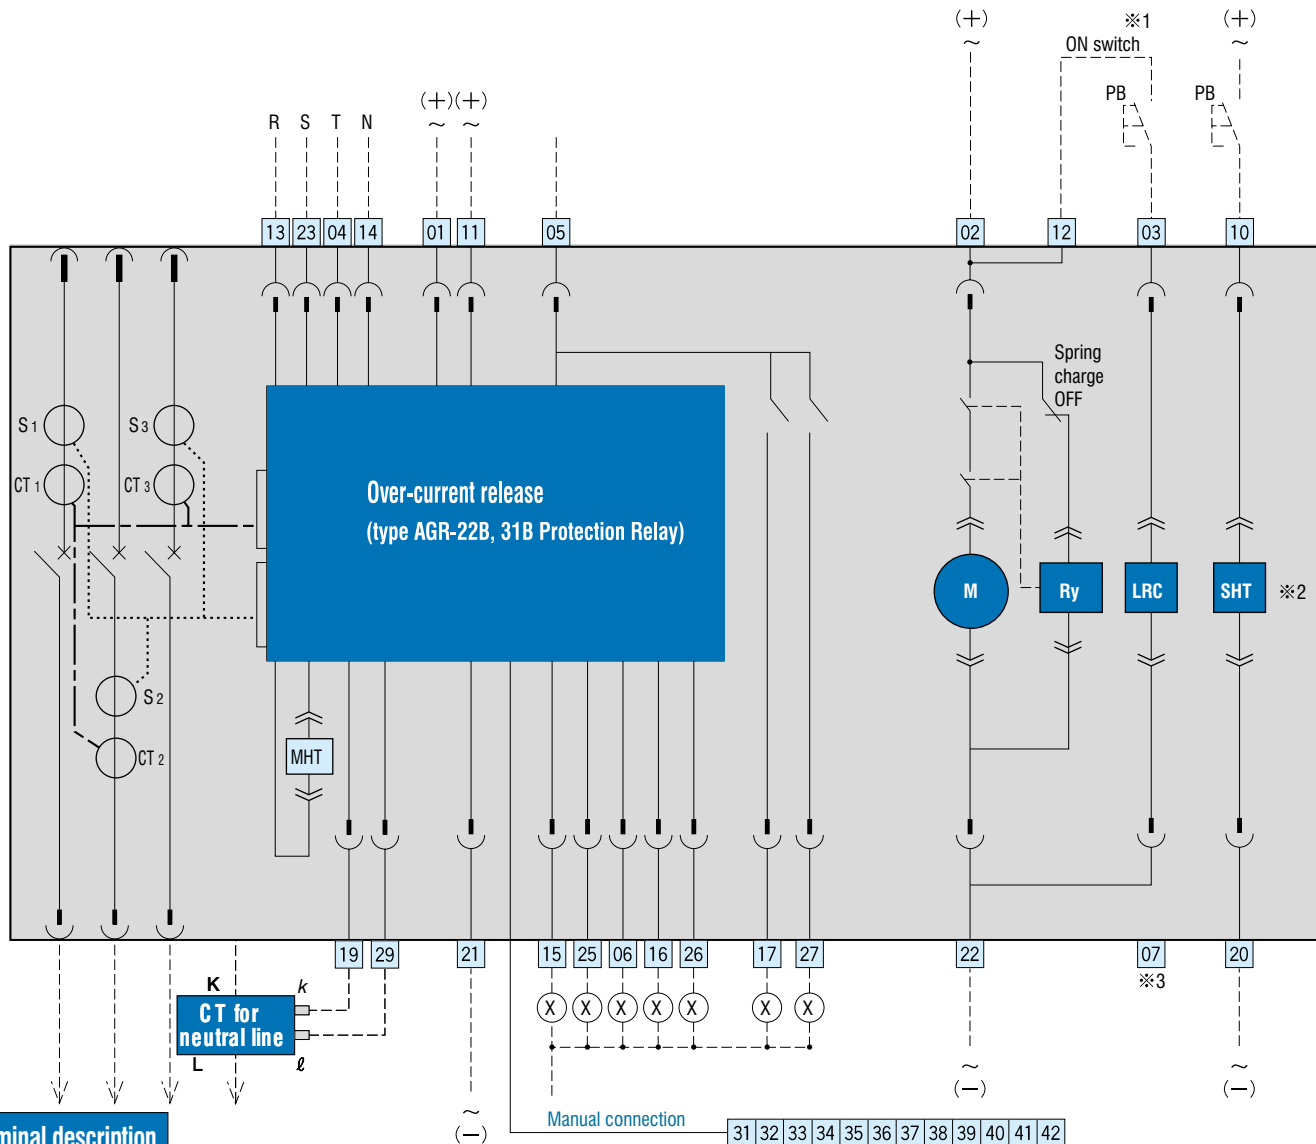 (+) ※1 (+)
~ ON switch ~
PB PB
(+) (+)
R S T N ~ ~
13 23 04 14 01 11 05 02 12 03 10
Spring
charge
OFF
S1 S3
CT1 CT3
Over-current release
(type AGR-22B, 31B Protection Relay)
M Ry LRC SHT ※2
S2
MHT CT2
19 29 21 15 25 06 16 26 17 27 22 07 20
※3
K k
CT for
neutral line
L ℓ
X X X X X X X
~ ~ ~
(−) (−) (−)
Manual connection
minal description
31 32 33 34 35 36 37 38 39 40 41 42